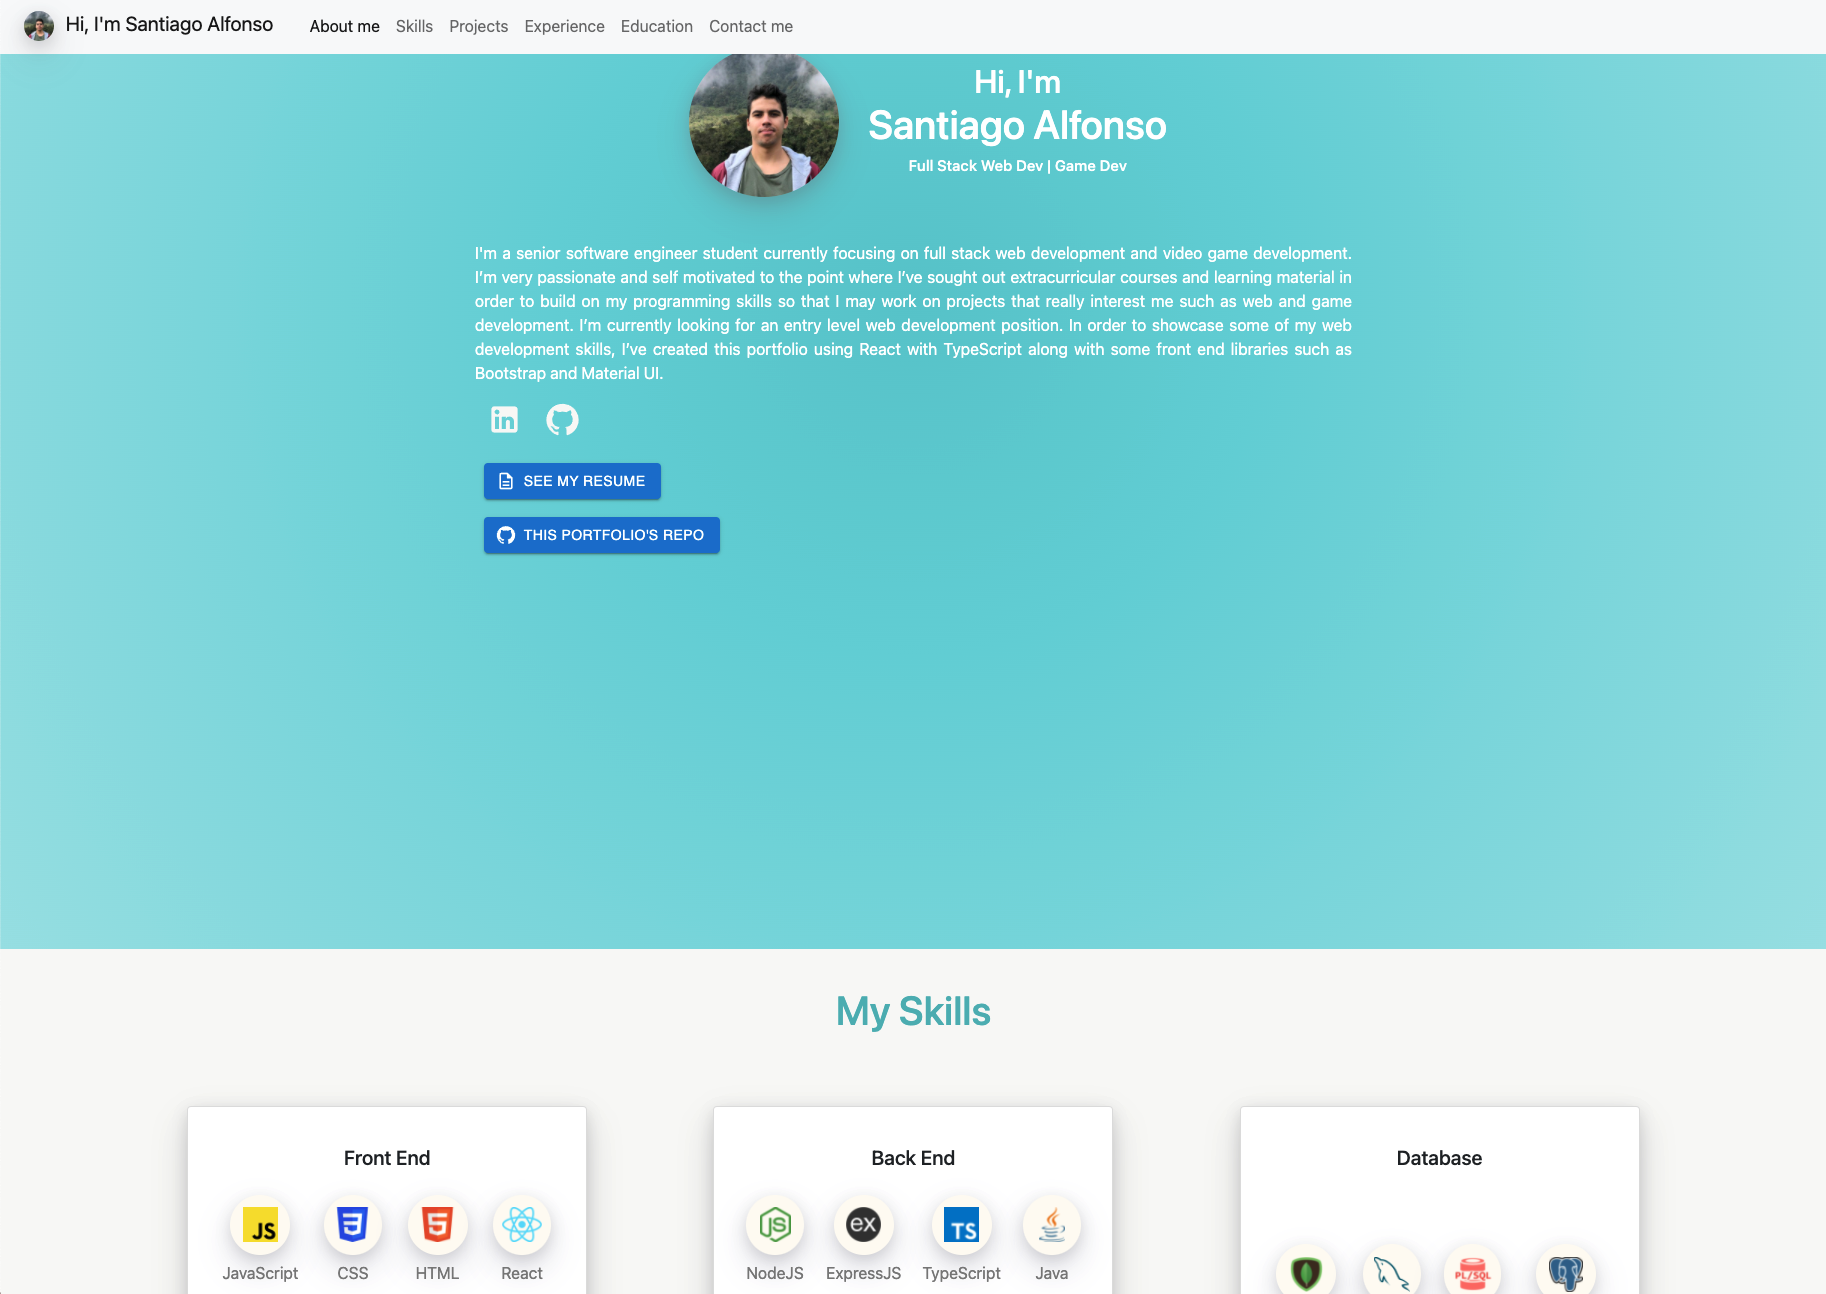 Hi, I'm Santiago Alfonso
About me Skills Projects Experience Education Contact me
Hi, I'm
Santiago Alfonso
Full Stack Web Dev | Game Dev
I'm a senior software engineer student currently focusing on full stack web development and video game development.
I’m very passionate and self motivated to the point where I’ve sought out extracurricular courses and learning material in
order to build on my programming skills so that I may work on projects that really interest me such as web and game
development. I’m currently looking for an entry level web development position. In order to showcase some of my web
development skills, I’ve created this portfolio using React with TypeScript along with some front end libraries such as
Bootstrap and Material UI.
in
SEE MY RESUME
THIS PORTFOLIO'S REPO
My Skills
Front End
JS
3
5
JavaScript CSS HTML React
Back End
JS
ex
TS
NodeJS ExpressJS TypeScript Java
Database
PL/SQL